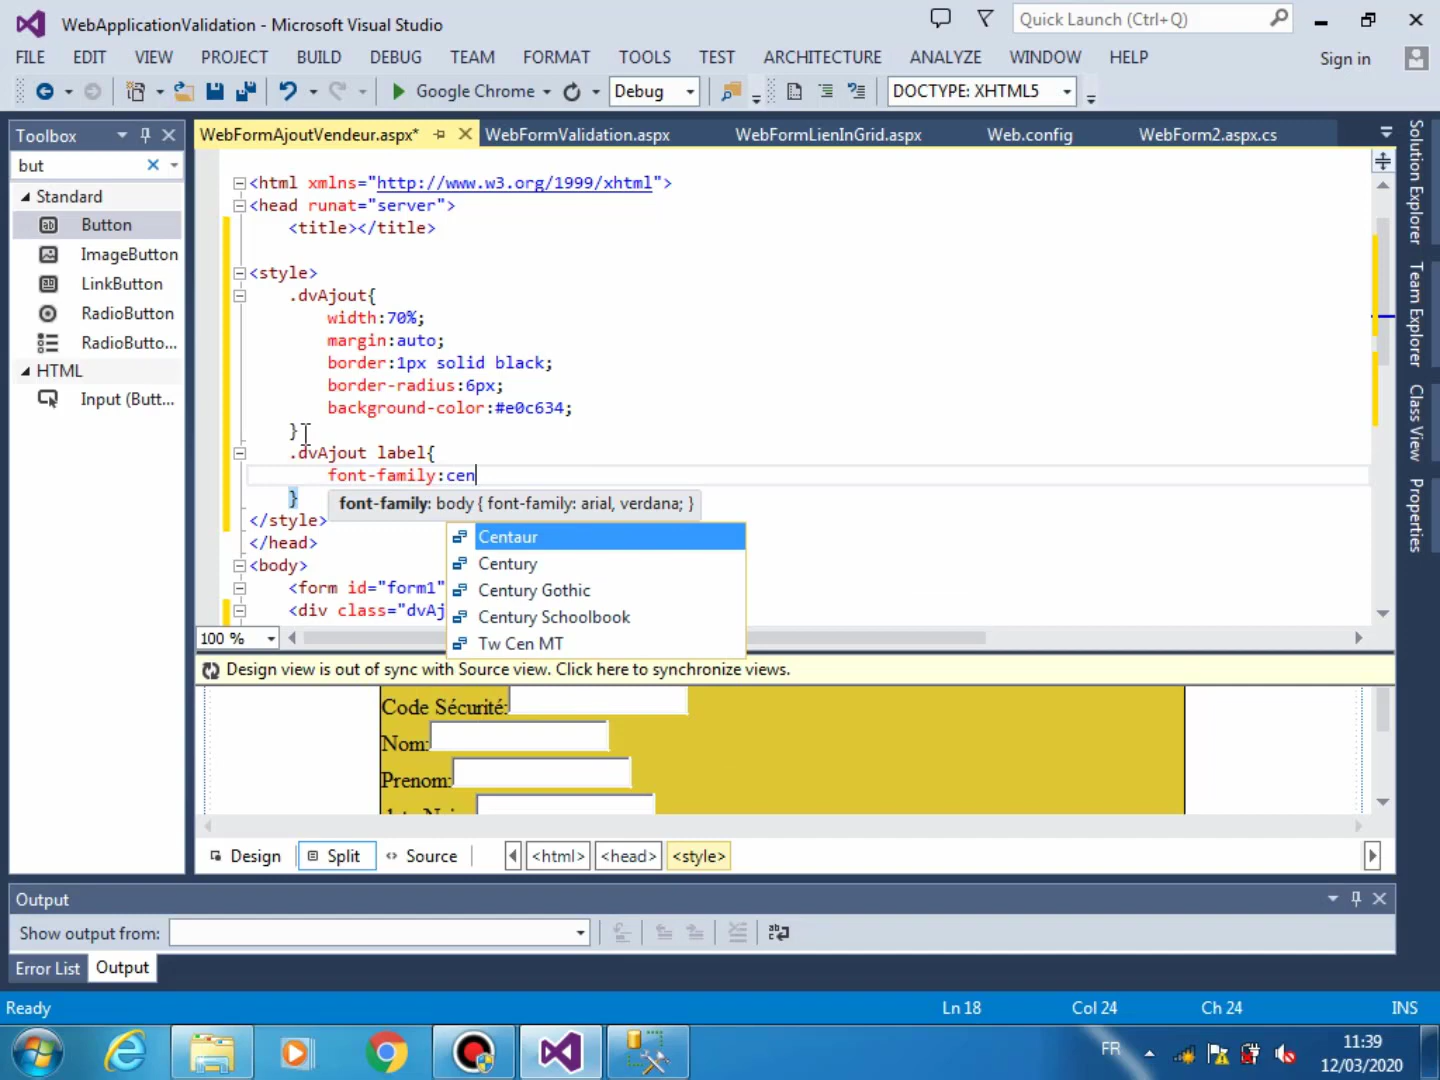 WebApplicationValidation - Microsoft Visual Studio
Quick Launch (Ctrl+Q)
FILE EDIT VIEW PROJECT BUILD DEBUG TEAM FORMAT TOOLS TEST ARCHITECTURE ANALYZE WINDOW HELP
Sign in
Google Chrome
Debug
DOCTYPE: XHTML5
Toolbox
but
Standard
Button
ImageButton
LinkButton
RadioButton
RadioButto...
HTML
Input (Butt...
WebFormAjoutVendeur.aspx* WebFormValidation.aspx WebFormLienInGrid.aspx Web.config WebForm2.aspx.cs
<html xmlns="http://www.w3.org/1999/xhtml">
<head runat="server">
<title></title>
<style>
.dvAjout{
width:70%;
margin:auto;
border:1px solid black;
border-radius:6px;
background-color:#e0c634;
}
.dvAjout label{
font-family:cen
}
font-family: body { font-family: arial, verdana; }
</style>
</head>
<body>
<form id="form1"
<div class="dvAj
Centaur
Century
Century Gothic
Century Schoolbook
Tw Cen MT
100 %
Design view is out of sync with Source view. Click here to synchronize views.
Code Sécurité:
Nom:
Prenom:
Design
Split
Source
<html> <head> <style>
Solution Explorer
Team Explorer
Class View
Properties
Output
Show output from:
Error List
Output
Ready
Ln 18
Col 24
Ch 24
INS
FR
11:39
12/03/2020